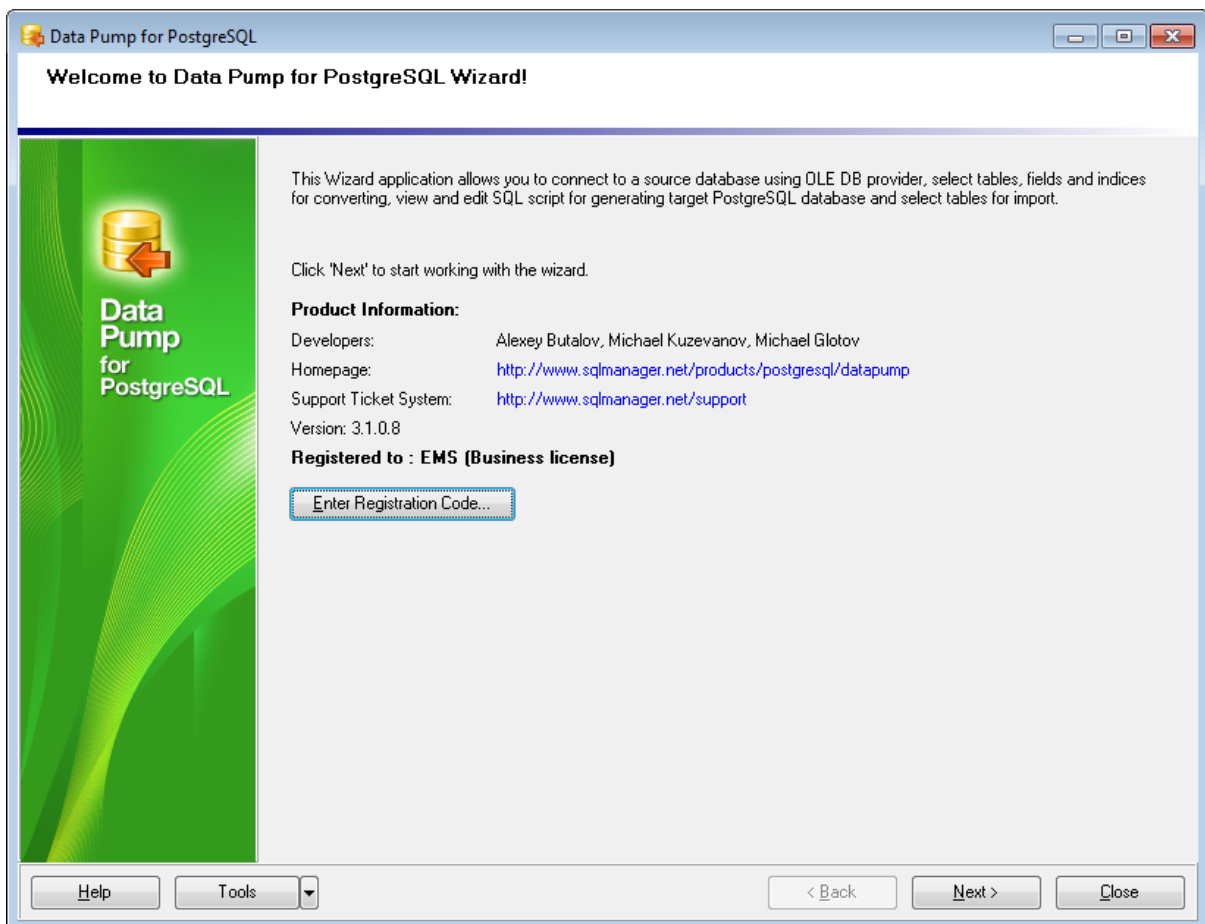 Data Pump for PostgreSQL
Welcome to Data Pump for PostgreSQL Wizard!
Data
Pump
for
PostgreSQL
This Wizard application allows you to connect to a source database using OLE DB provider, select tables, fields and indices
for converting, view and edit SQL script for generating target PostgreSQL database and select tables for import.
Click 'Next' to start working with the wizard.
Product Information:
Developers: Alexey Butalov, Michael Kuzevanov, Michael Glotov
Homepage: http://www.sqlmanager.net/products/postgresql/datapump
Support Ticket System: http://www.sqlmanager.net/support
Version: 3.1.0.8
Registered to : EMS (Business license)
Enter Registration Code...
Help Tools < Back Next > Close